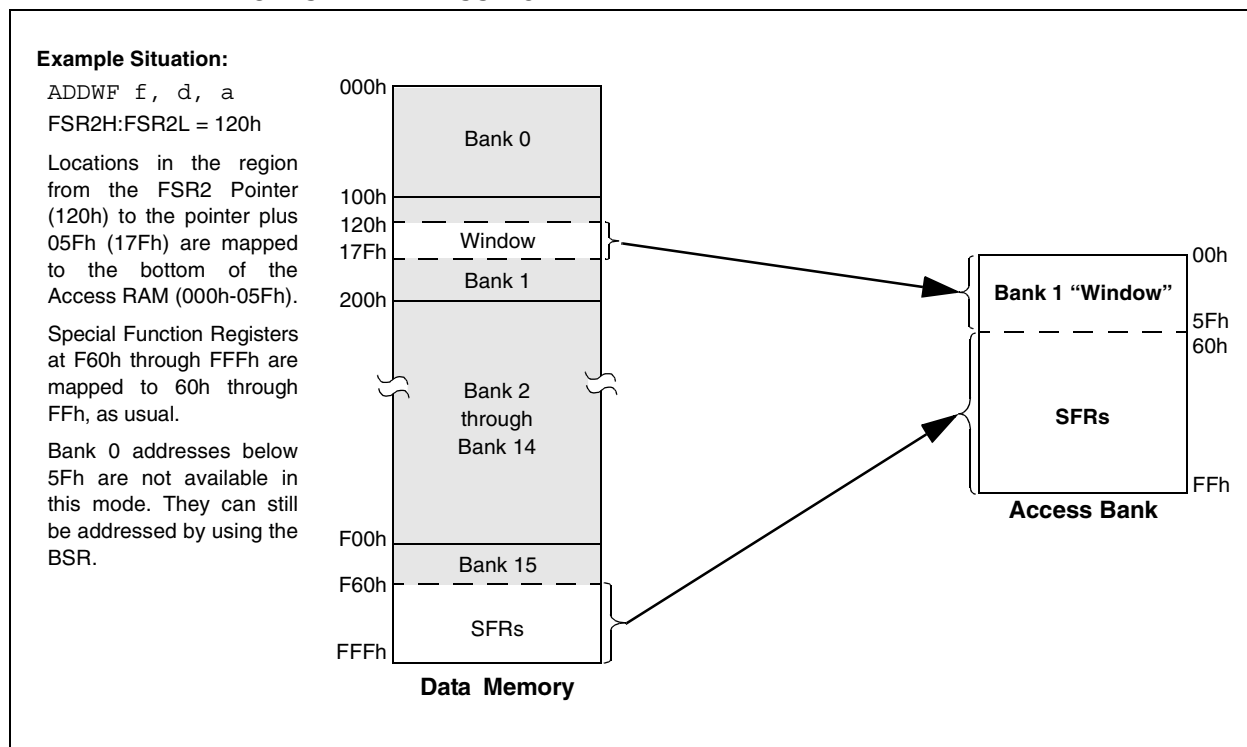 Example Situation:
ADDWF f, d, a
FSR2H:FSR2L = 120h
Locations in the region
from the FSR2 Pointer
(120h) to the pointer plus
05Fh (17Fh) are mapped
to the bottom of the
Access RAM (000h-05Fh).
Special Function Registers
at F60h through FFFh are
mapped to 60h through
FFh, as usual.
Bank 0 addresses below
5Fh are not available in
this mode. They can still
be addressed by using the
BSR.
000h
Bank 0
100h
120h
Window
17Fh
Bank 1
200h
Bank 2
through
Bank 14
F00h
Bank 15
F60h
SFRs
FFFh
Data Memory
00h
Bank 1 “Window”
5Fh
60h
SFRs
FFh
Access Bank